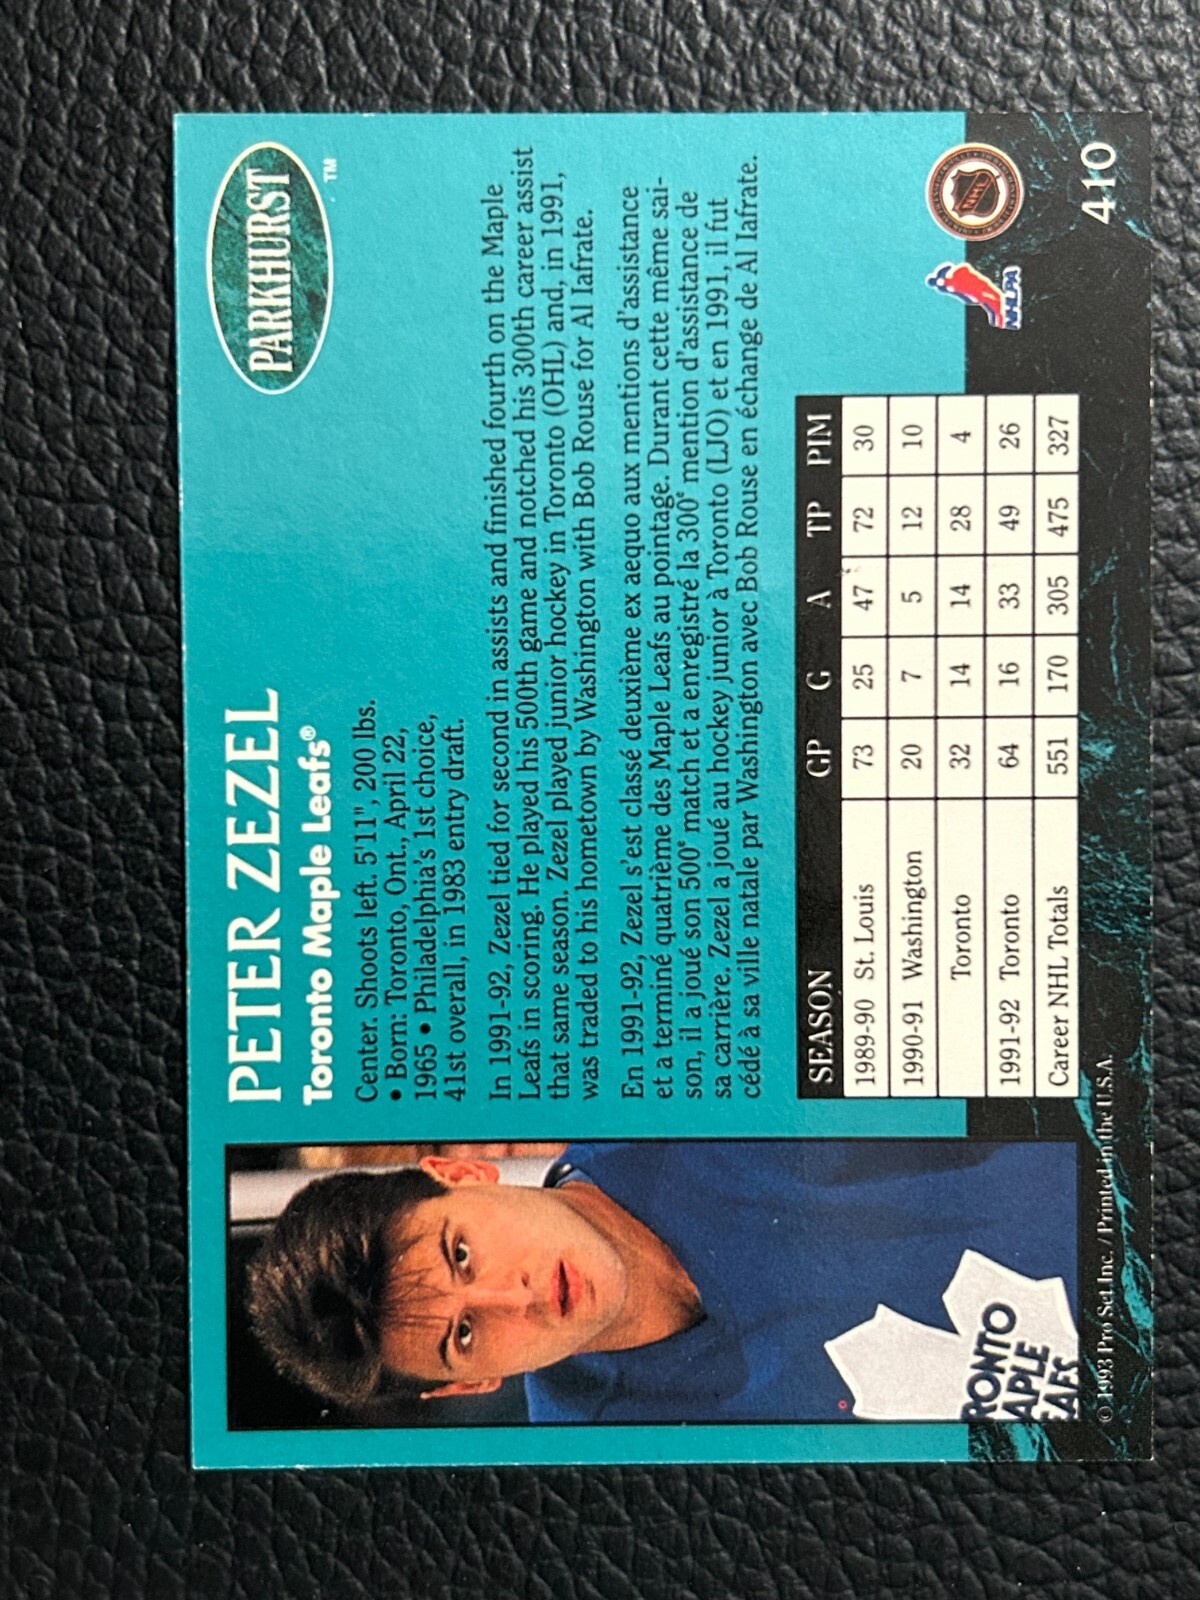 PARKHURST
TM
PETER ZEZEL
Toronto Maple Leafs®
Center. Shoots left. 5'11", 200 lbs.
• Born: Toronto, Ont., April 22,
1965 • Philadelphia's 1st choice,
41st overall, in 1983 entry draft.
In 1991-92, Zezel tied for second in assists and finished fourth on the Maple
Leafs in scoring. He played his 500th game and notched his 300th career assist
that same season. Zezel played junior hockey in Toronto (OHL) and, in 1991,
was traded to his hometown by Washington with Bob Rouse for Al Iafrate.
En 1991-92, Zezel s'est classé deuxième ex aequo aux mentions d'assistance
et a terminé quatrième des Maple Leafs au pointage. Durant cette même sai-
son, il a joué son 500e match et a enregistré la 300e mention d'assistance de
sa carrière. Zezel a joué au hockey junior à Toronto (LJO) et en 1991, il fut
cédé à sa ville natale par Washington avec Bob Rouse en échange de Al Iafrate.
SEASON GP G A TP PIM
1989-90 St. Louis 73 25 47 72 30
1990-91 Washington 20 7 5 12 10
Toronto 32 14 14 28 4
1991-92 Toronto 64 16 33 49 26
Career NHL Totals 551 170 305 475 327
RONTO
APLE
EAFS
© 1993 Pro Set.Inc. / Printed in the U.S.A.
NHLPA
NHL
410